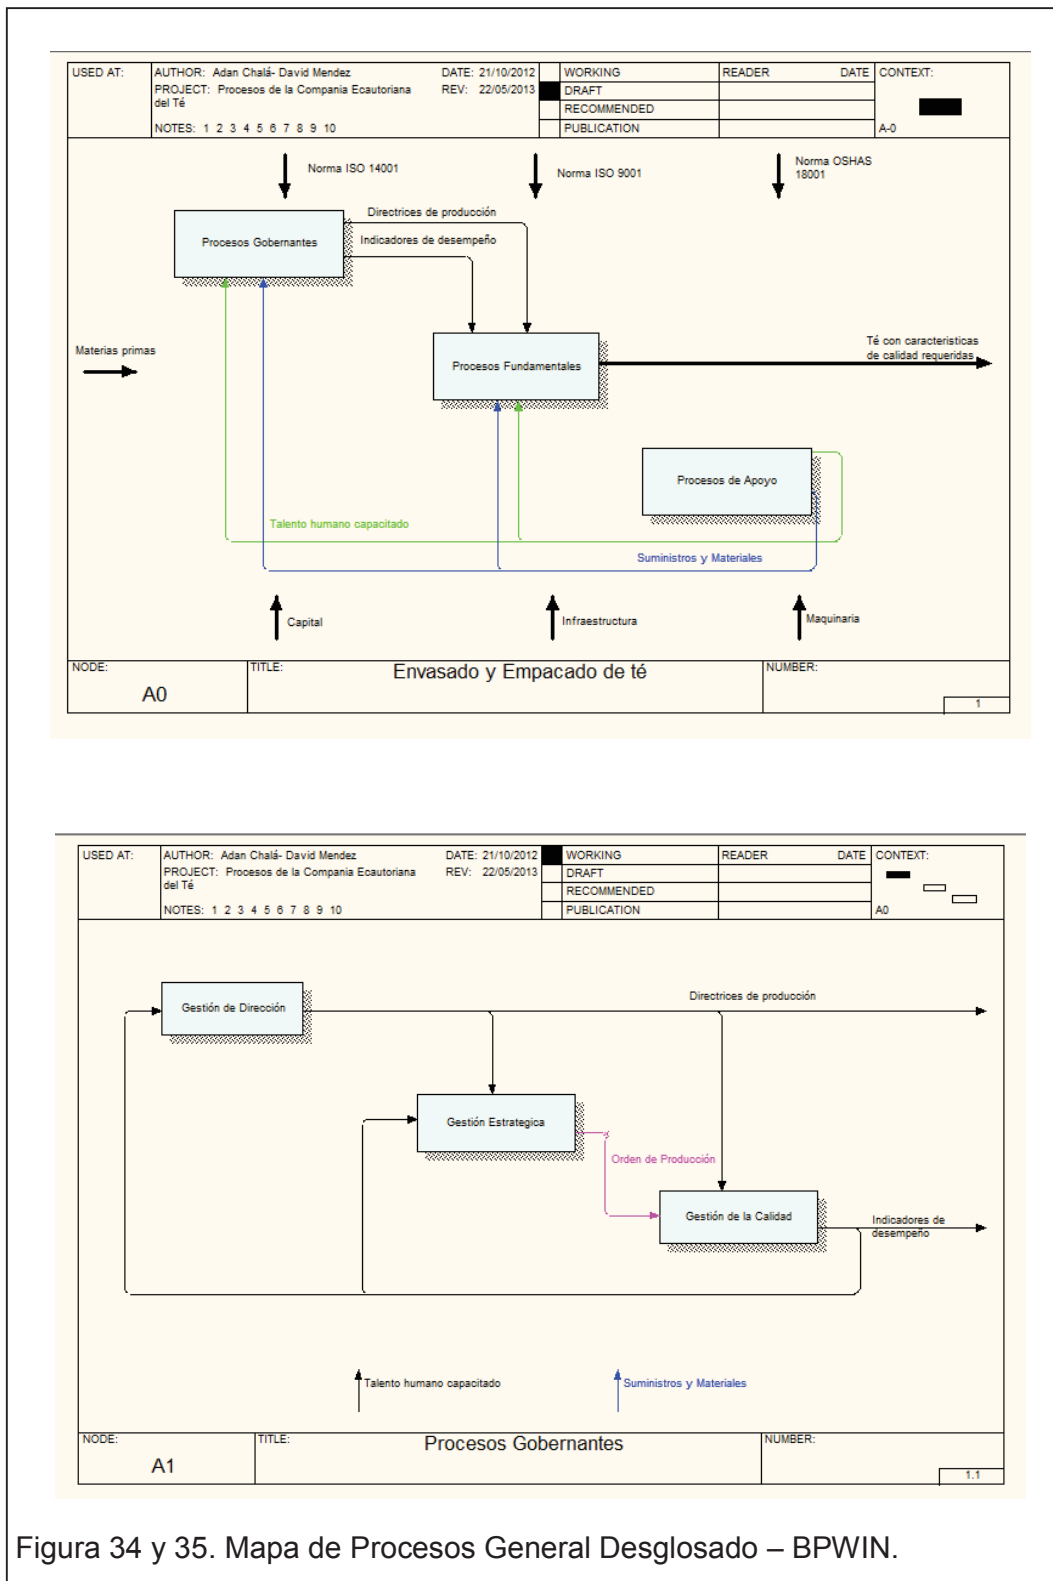 USED AT:
AUTHOR: Adan Chalá- David Mendez
DATE: 21/10/2012
PROJECT: Procesos de la Compania Ecautoriana
del Té
REV: 22/05/2013
NOTES: 1 2 3 4 5 6 7 8 9 10
WORKING
DRAFT
RECOMMENDED
PUBLICATION
READER DATE
CONTEXT:
A-0
Norma ISO 14001
Norma ISO 9001
Norma OSHAS
18001
Directrices de producción
Procesos Gobernantes
Indicadores de desempeño
Materias primas
Té con caracteristicas
de calidad requeridas
Procesos Fundamentales
Procesos de Apoyo
Talento humano capacitado
Suministros y Materiales
Capital
Infraestructura
Maquinaria
NODE:
A0
TITLE:
Envasado y Empacado de té
NUMBER:
1
USED AT:
AUTHOR: Adan Chalá- David Mendez
DATE: 21/10/2012
PROJECT: Procesos de la Compania Ecautoriana
del Té
REV: 22/05/2013
NOTES: 1 2 3 4 5 6 7 8 9 10
WORKING
DRAFT
RECOMMENDED
PUBLICATION
READER DATE
CONTEXT:
A0
Directrices de producción
Gestión de Dirección
Gestión Estrategica
Orden de Producción
Gestión de la Calidad
Indicadores de
desempeño
Talento humano capacitado
Suministros y Materiales
NODE:
A1
TITLE:
Procesos Gobernantes
NUMBER:
1.1
Figura 34 y 35. Mapa de Procesos General Desglosado – BPWIN.